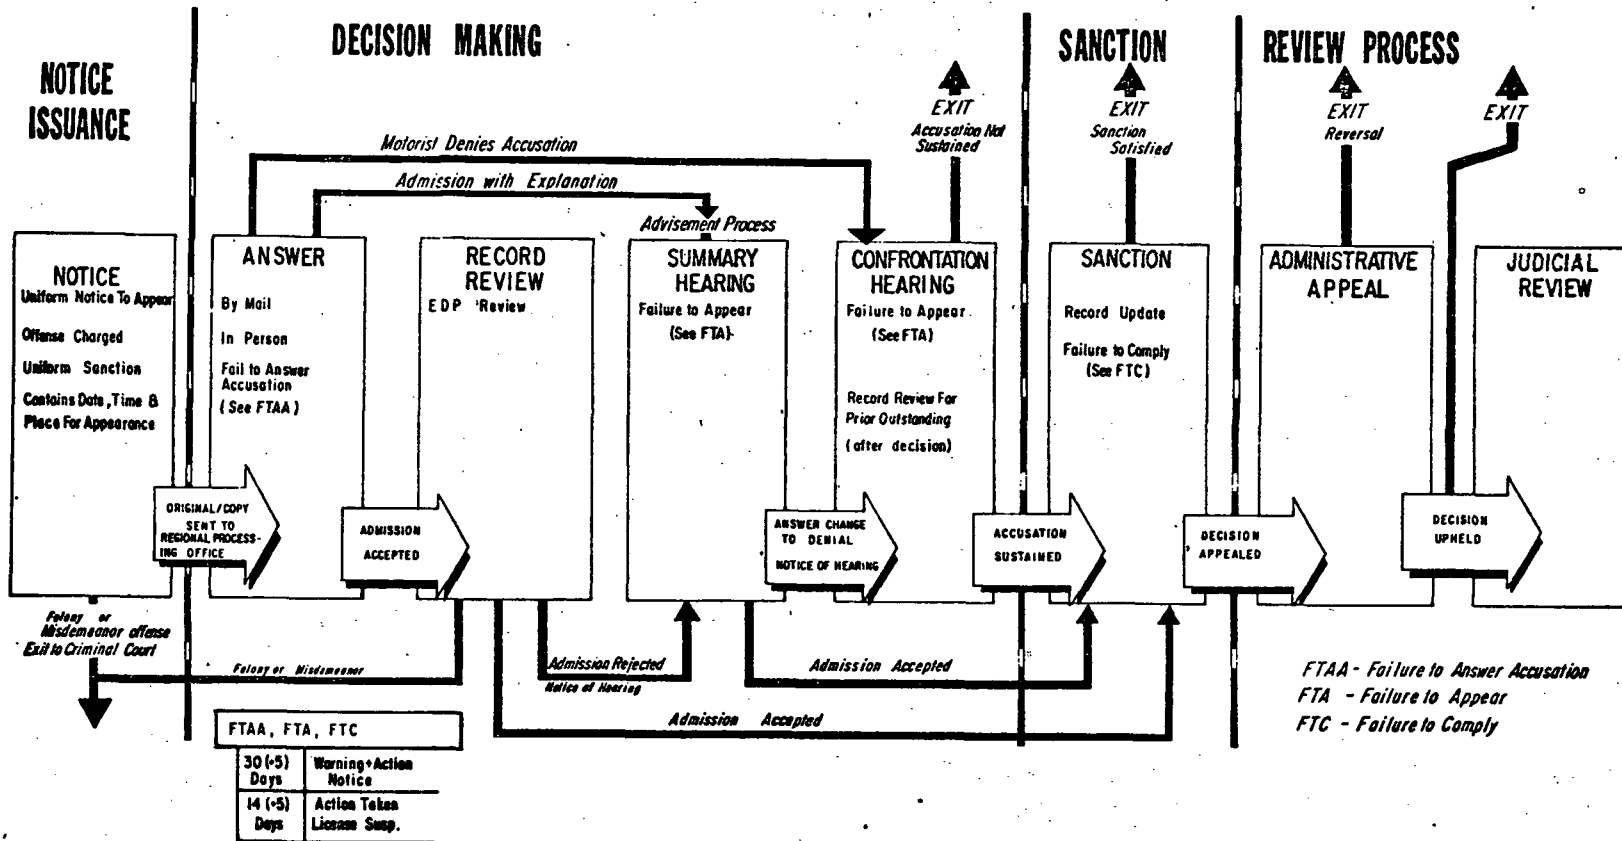 NOTICE
ISSUANCE
DECISION MAKING
SANCTION
REVIEW PROCESS
EXIT
Accusation Not
Sustained
EXIT
Sanction
Satisfied
EXIT
Reversal
EXIT
Motorist Denies Accusation
Admission with Explanation
Advisement Process
NOTICE
Uniform Notice To Appear
Offense Charged
Uniform Sanction
Contains Date, Time &
Place For Appearance
ANSWER
By Mail
In Person
Fail to Answer
Accusation
(See FTAA)
RECORD
REVIEW
EDP Review
SUMMARY
HEARING
Failure to Appear
(See FTA)
CONFRONTATION
HEARING
Failure to Appear
(See FTA)
Record Review For
Prior Outstanding
(after decision)
SANCTION
Record Update
Failure to Comply
(See FTC)
ADMINISTRATIVE
APPEAL
JUDICIAL
REVIEW
ORIGINAL/COPY
SENT TO
REGIONAL PROCESS-
ING OFFICE
ADMISSION
ACCEPTED
ANSWER CHANGE
TO DENIAL
NOTICE OF HEARING
ACCUSATION
SUSTAINED
DECISION
APPEALED
DECISION
UPHELD
Felony or
Misdemeanor offense
Exit to Criminal Court
Felony or Misdemeanor
Admission Rejected
Notice of Hearing
Admission Accepted
Admission Accepted
FTAA - Failure to Answer Accusation
FTA - Failure to Appear
FTC - Failure to Comply
FTAA, FTA, FTC
30 (+5)
Days
Warning+Action
Notice
14 (+5)
Days
Action Taken
License Susp.